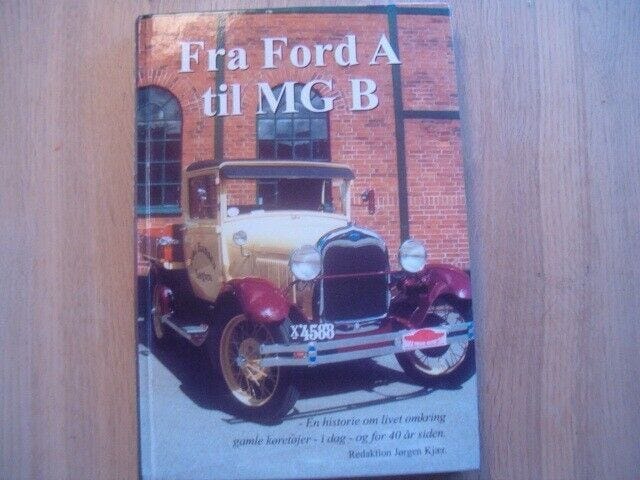 Fra Ford A
til MG B
X 4588
- En historie om livet omkring
gamle køretøjer - i dag - og for 40 år siden.
Redaktion Jørgen Kjær.